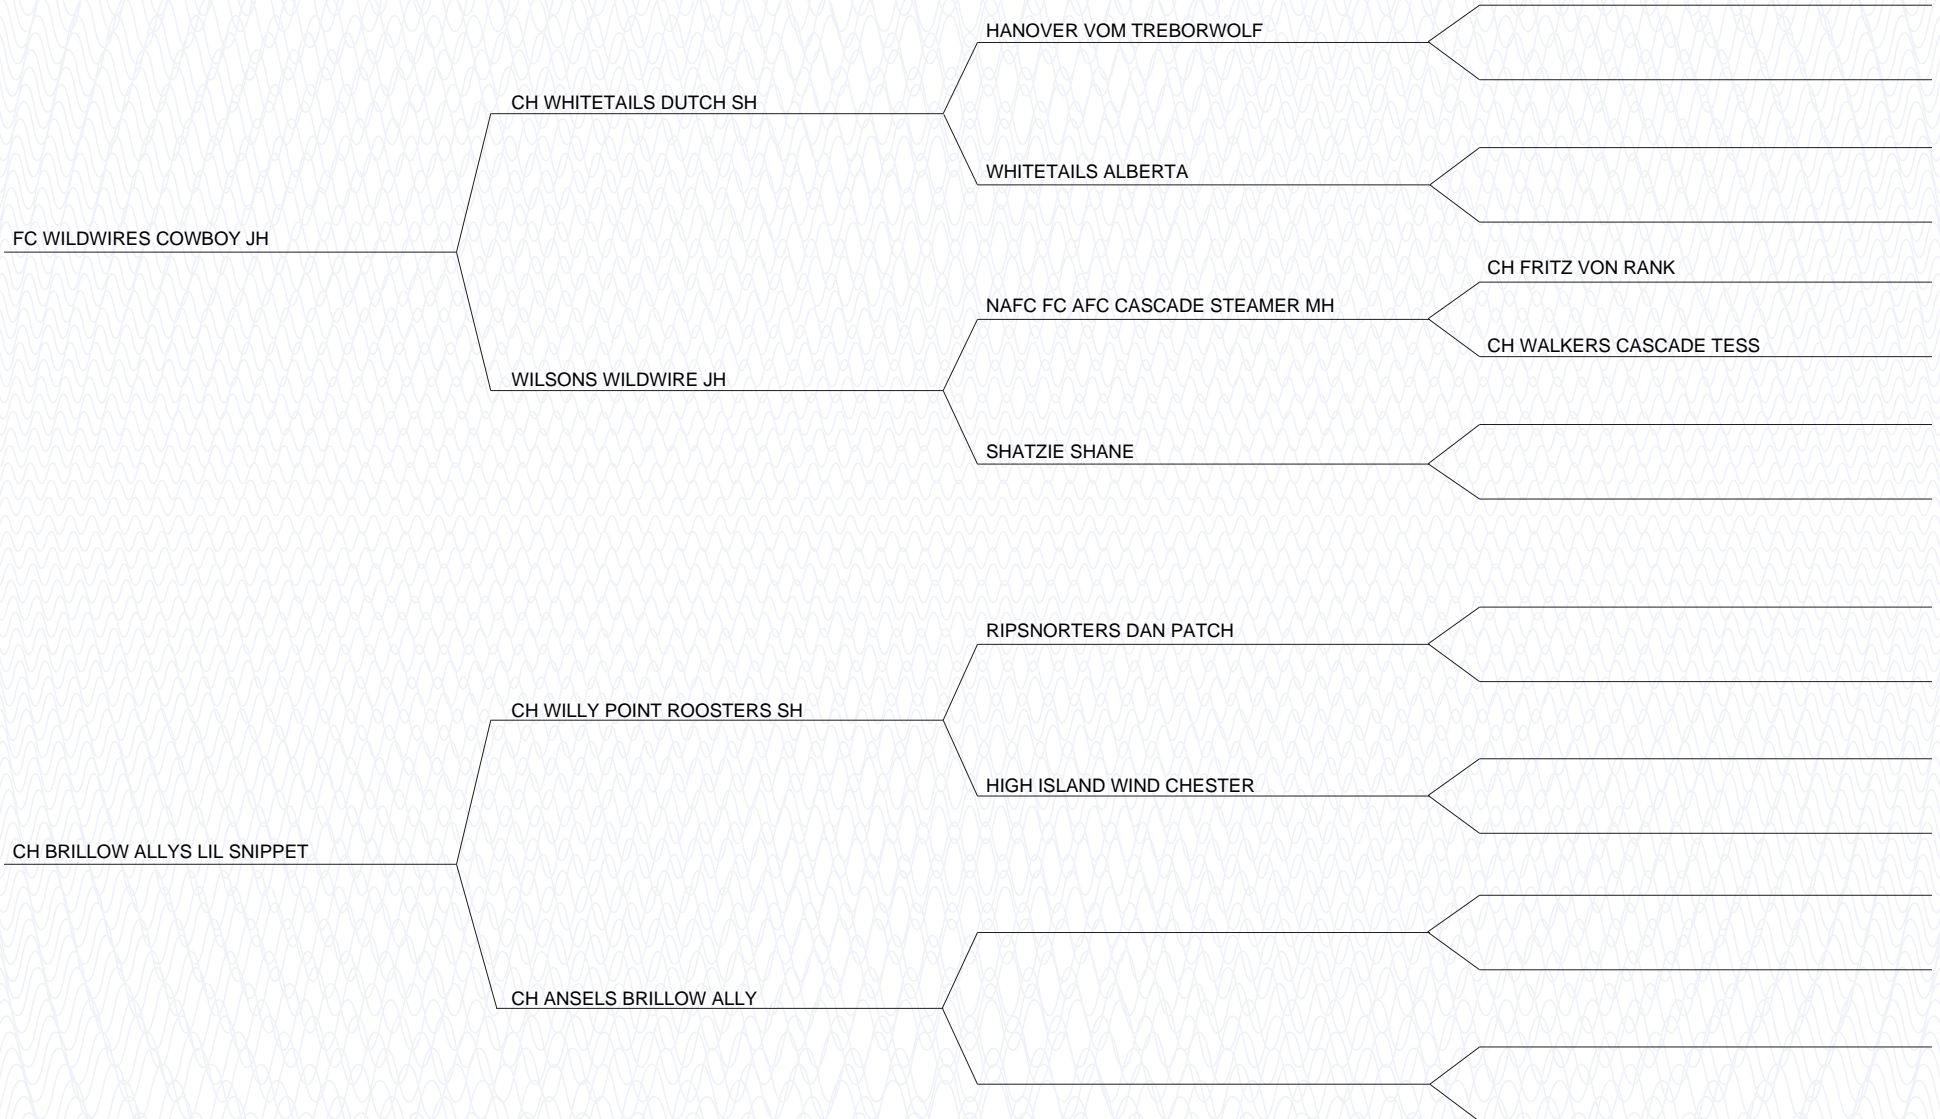 HANOVER VOM TREBORWOLF
CH WHITETAILS DUTCH SH
WHITETAILS ALBERTA
FC WILDWIRES COWBOY JH
CH FRITZ VON RANK
NAFC FC AFC CASCADE STEAMER MH
CH WALKERS CASCADE TESS
WILSONS WILDWIRE JH
SHATZIE SHANE
RIPSNORTERS DAN PATCH
CH WILLY POINT ROOSTERS SH
HIGH ISLAND WIND CHESTER
CH BRILLOW ALLYS LIL SNIPPET
CH ANSELS BRILLOW ALLY